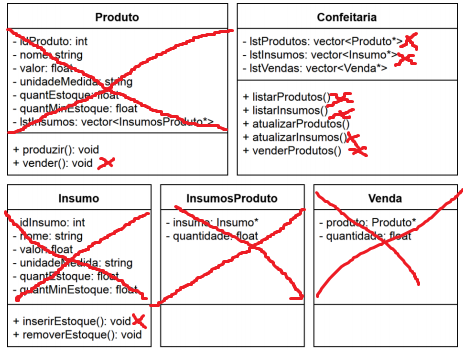 Produto
- idProduto: int
- nome: string
- valor: float
- unidadeMedida: string
- quantEstoque: float
- quantMinEstoque: float
- lstInsumos: vector<InsumosProduto*>
+ produzir(): void
+ vender(): void
Confeitaria
- lstProdutos: vector<Produto*>
- lstInsumos: vector<Insumo*>
- lstVendas: vector<Venda*>
+ listarProdutos()
+ listarInsumos()
+ atualizarProdutos()
+ atualizarInsumos()
+ venderProdutos()
Insumo
- idInsumo: int
- nome: string
- valor: float
- unidadeMedida: string
- quantEstoque: float
- quantMinEstoque: float
+ inserirEstoque(): void
+ removerEstoque(): void
InsumosProduto
- insumo: Insumo*
- quantidade: float
Venda
- produto: Produto*
- quantidade: float